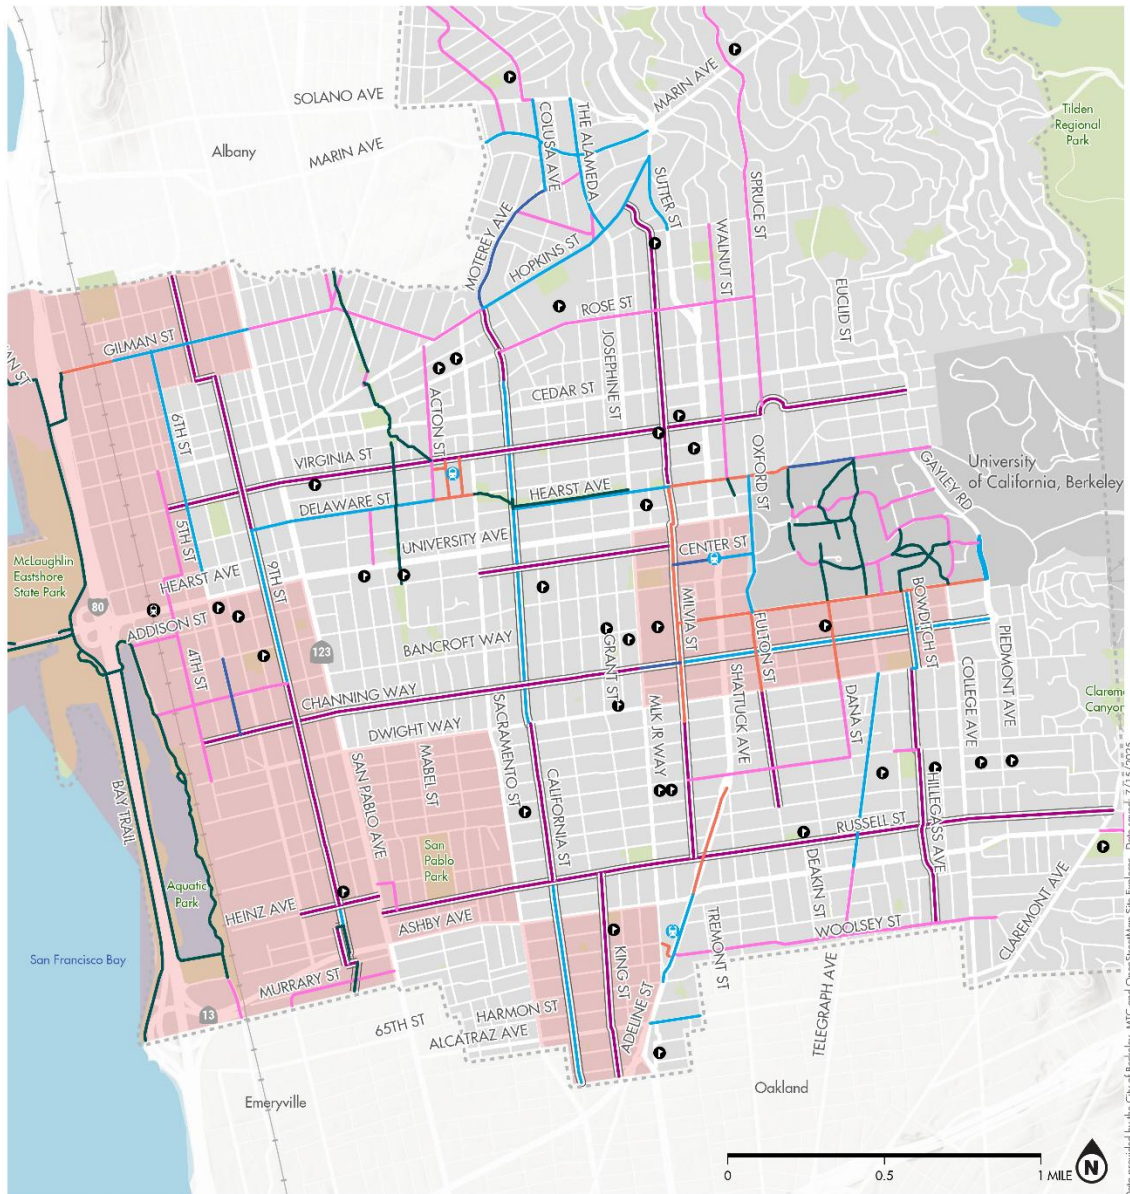 SOLANO AVE
MARIN AVE
Albany
MARIN AVE
COLUSA AVE
THE ALAMEDA
Tilden
Regional
Park
SUTTER ST
SPRUCE ST
MOTEREY AVE
HOPKINS ST
WALNUT ST
EUCLID ST
ROSE ST
GILMAN ST
JOSEPHINE ST
CEDAR ST
ACTON ST
6TH ST
VIRGINIA ST
OXFORD ST
GAYLEY RD
University
of California, Berkeley
DELAWARE ST
HEARST AVE
5TH ST
UNIVERSITY AVE
CENTER ST
McLaughlin
Eastshore
State Park
HEARST AVE
9TH ST
80
ADDISON ST
MILVIA ST
FULTON ST
BOWDITCH ST
123
BANCROFT WAY
GRANT ST
PIEDMONT AVE
4TH ST
CHANNING WAY
SACRAMENTO ST
MLK JR WAY
SHATTUCK AVE
DANA ST
COLLEGE AVE
DWIGHT WAY
BAY TRAIL
SAN PABLO AVE
MABEL ST
CALIFORNIA ST
HILLEGASS AVE
RUSSELL ST
San
Pablo
Park
DEAKIN ST
Aquatic
Park
HEINZ AVE
ASHBY AVE
TREMONT ST
WOOLSEY ST
CLAREMONT AVE
San Francisco Bay
KING ST
MURRARY ST
TELEGRAPH AVE
13
HARMON ST
65TH ST
ALCATRAZ AVE
ADELINE ST
Emeryville
Oakland
0 0.5 1 MILE
N